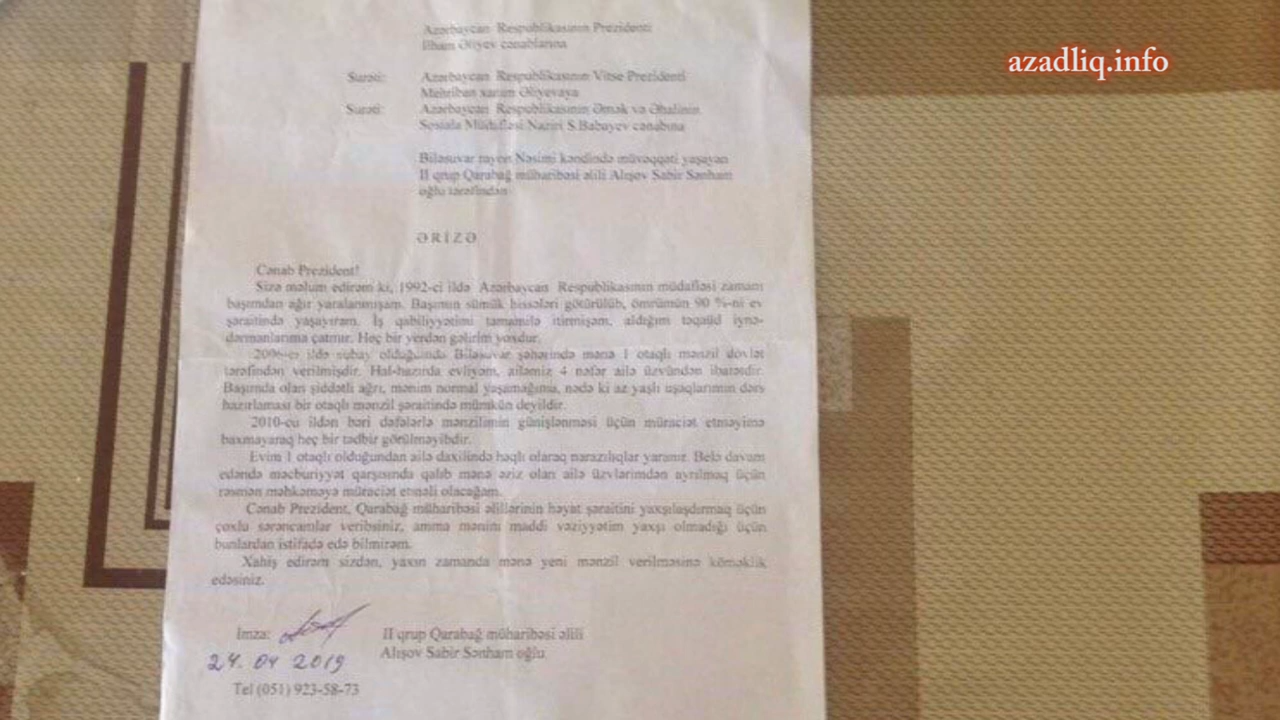 azadliq.info
Azərbaycan Respublikasının Prezidenti
İlham Əliyev cənablarına
Surəti: Azərbaycan Respublikasının Vitse Prezidenti
Mehriban xanım Əliyevaya
Surəti: Azərbaycan Respublikasının Əmək və Əhalinin
Sosiala Müdafiəsi Naziri S.Babayev cənabına
Biləsuvar rayon Nəsimi kəndində müvəqqəti yaşayan
II qrup Qarabağ müharibəsi əlili Alışov Sabir Sənham
oğlu tərəfindən
ƏRİZƏ
Cənab Prezident!
Sizə məlum edirəm ki, 1992-ci ildə Azərbaycan Respublikasının müdafiəsi zamanı
başımdan ağır yaralanmışam. Başımın sümük hissələri götürülüb, ömrümün 90 %-ni ev
şəraitində yaşayıram. İş qabiliyyətimi tamamilə itirmişəm, aldığım təqaüd iynə-
dərmanlarıma çatmır. Heç bir yerdən gəlirim yoxdur.
2006-cı ildə subay olduğumda Biləsuvar şəhərində mənə 1 otaqlı mənzil dövlət
tərəfindən verilmişdir. Hal-hazırda evliyəm, ailəmiz 4 nəfər ailə üzvündən ibarətdir.
Başımda olan şiddətli ağrı, mənim normal yaşamağıma, nədə ki az yaşlı uşaqlarımın dərs
hazırlaması bir otaqlı mənzil şəraitində mümkün deyildir.
2010-cu ildən bəri dəfələrlə mənzilimin günişlənməsi üçün müraciət etməyimə
baxmayaraq heç bir tədbir görülməyibdir.
Evim 1 otaqlı olduğundan ailə daxilində haqlı olaraq narazılıqlar yaranır. Belə davam
edəndə məcburiyyət qarşısında qalıb mənə əziz olan ailə üzvlərimdən ayrılmaq üçün
rəsmən məhkəməyə müraciət etməli olacağam.
Cənab Prezident, Qarabağ müharibəsi əlillərinin həyat şəraitini yaxşılaşdırmaq üçün
çoxlu sərəncamlar veribsiniz, amma mənim maddi vəziyyətim yaxşı olmadığı üçün
bunlardan istifadə edə bilmirəm.
Xahiş edirəm sizdən, yaxın zamanda mənə yeni mənzil verilməsinə köməklik
edəsiniz.
İmza: II qrup Qarabağ müharibəsi əlili
24. 04 2019 Alışov Sabir Sənham oğlu
Tel (051) 923-58-73